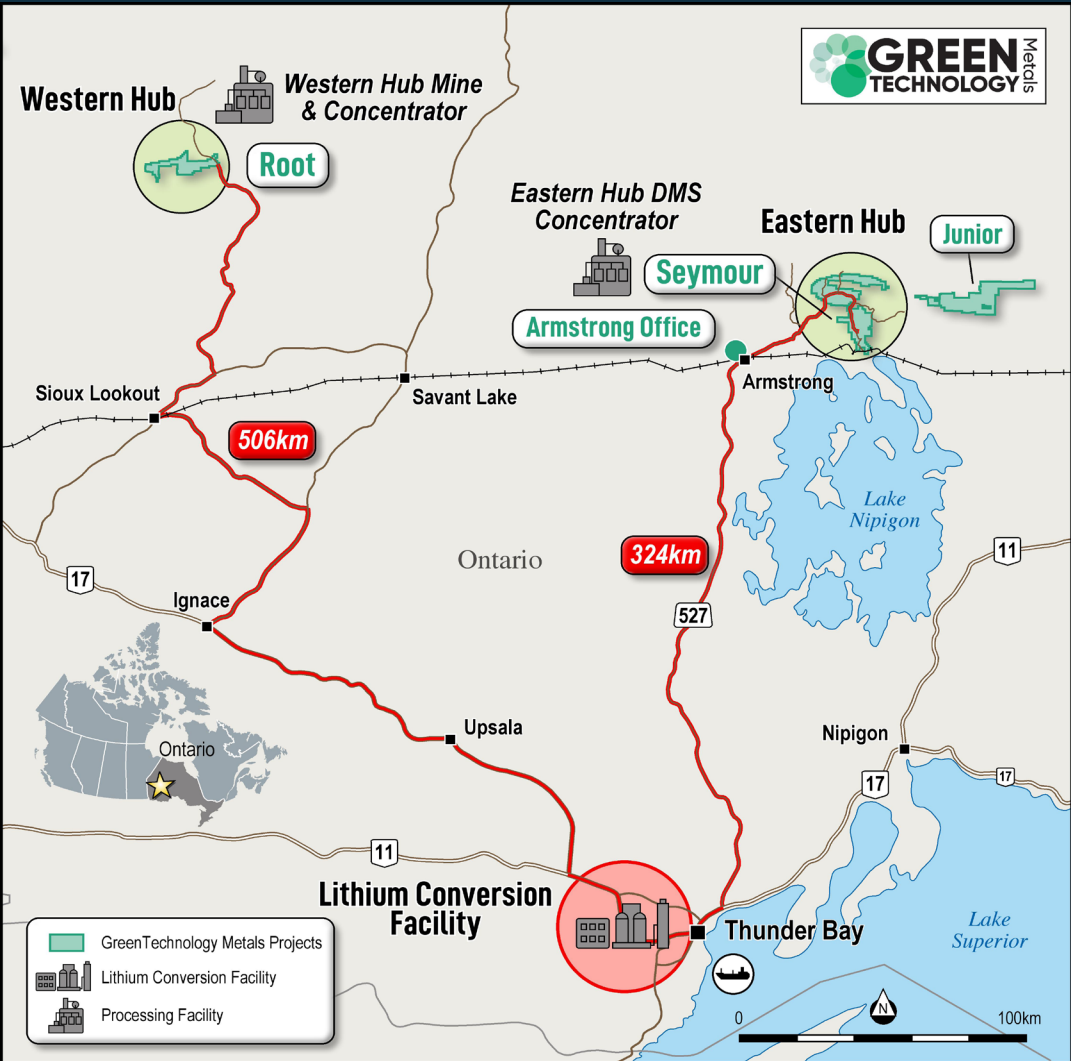 GREEN
TECHNOLOGY
Metals
Western Hub
Western Hub Mine
& Concentrator
Root
Eastern Hub DMS
Concentrator
Eastern Hub
Junior
Seymour
Armstrong Office
Armstrong
Sioux Lookout
Savant Lake
506km
Lake
Nipigon
Ontario
324km
11
17
527
Ignace
Upsala
Nipigon
Ontario
17
17
11
Lithium Conversion
Facility
Thunder Bay
Lake
Superior
GreenTechnology Metals Projects
Lithium Conversion Facility
Processing Facility
N
0
100km